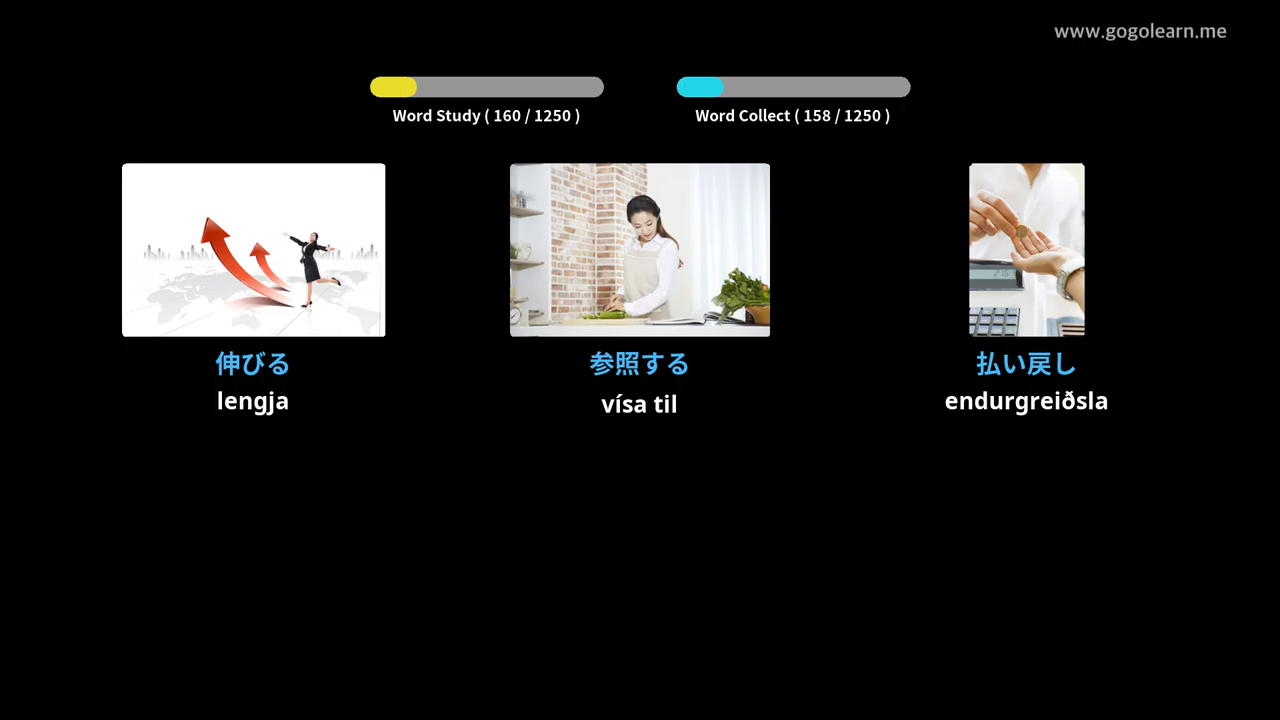 www.gogolearn.me
Word Study ( 160 / 1250 )
Word Collect ( 158 / 1250 )
伸びる
lengja
参照する
vísa til
払い戻し
endurgreiðsla